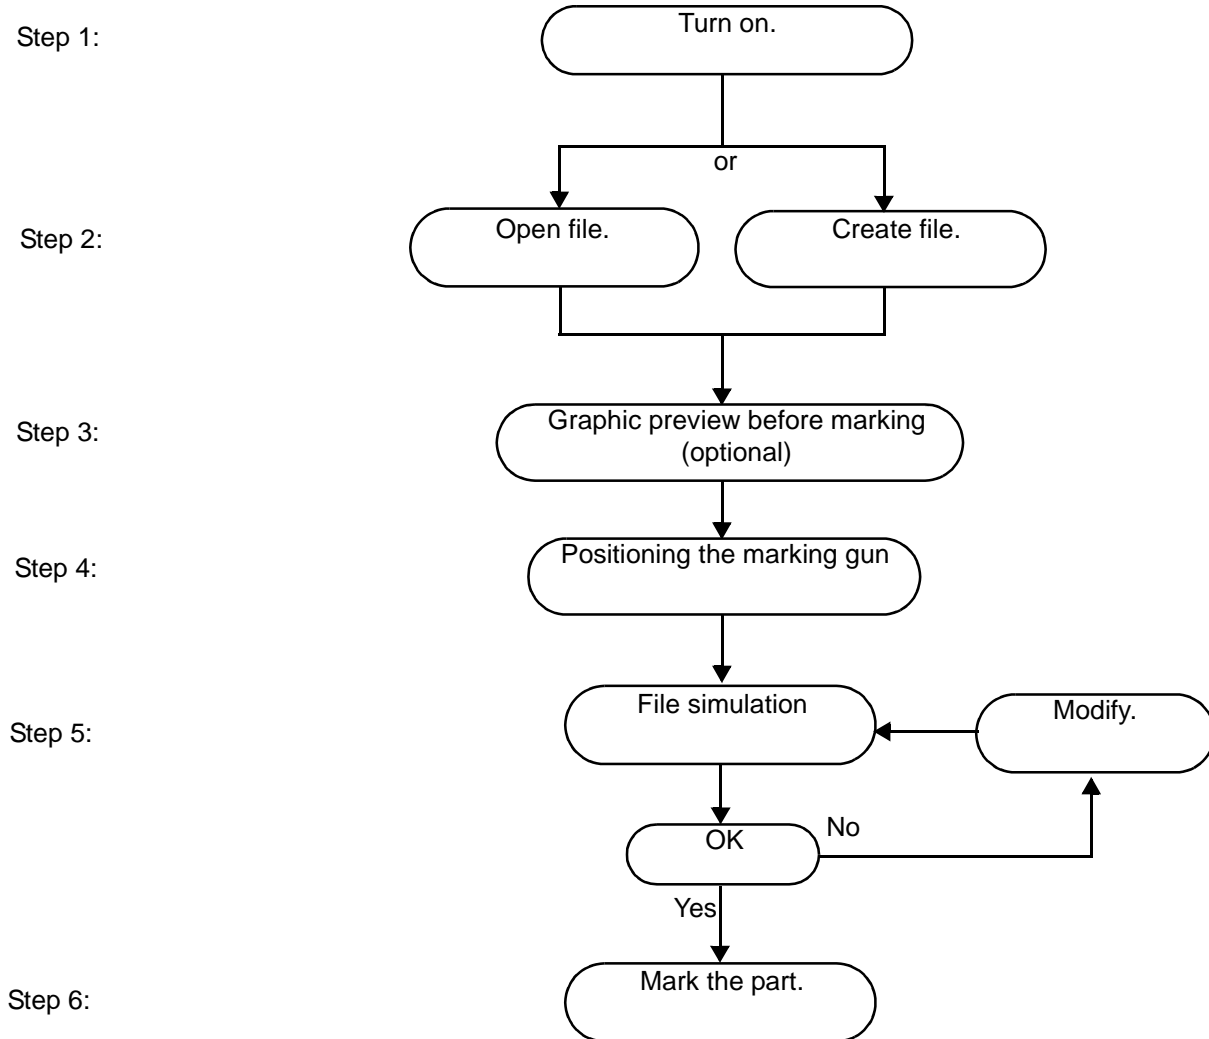 Step 1:
Turn on.
or
Step 2:
Open file.
Create file.
Step 3:
Graphic preview before marking
(optional)
Step 4:
Positioning the marking gun
Step 5:
File simulation
Modify.
OK
No
Yes
Step 6:
Mark the part.